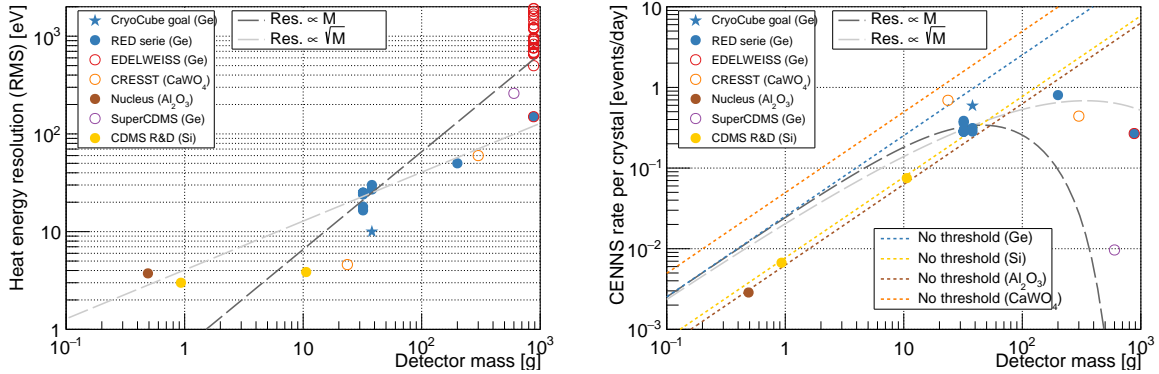 Heat energy resolution (RMS) [eV]
10³
10²
10
1
CryoCube goal (Ge)
RED serie (Ge)
EDELWEISS (Ge)
CRESST (CaWO₄)
Nucleus (Al₂O₃)
SuperCDMS (Ge)
CDMS R&D (Si)
Res. ∝ M
Res. ∝ √M
10⁻¹ 1 10 10² 10³
Detector mass [g]
CENNS rate per crystal [events/day]
10
1
10⁻¹
10⁻²
10⁻³
CryoCube goal (Ge)
RED serie (Ge)
EDELWEISS (Ge)
CRESST (CaWO₄)
Nucleus (Al₂O₃)
SuperCDMS (Ge)
CDMS R&D (Si)
Res. ∝ M
Res. ∝ √M
No threshold (Ge)
No threshold (Si)
No threshold (Al₂O₃)
No threshold (CaWO₄)
10⁻¹ 1 10 10² 10³
Detector mass [g]